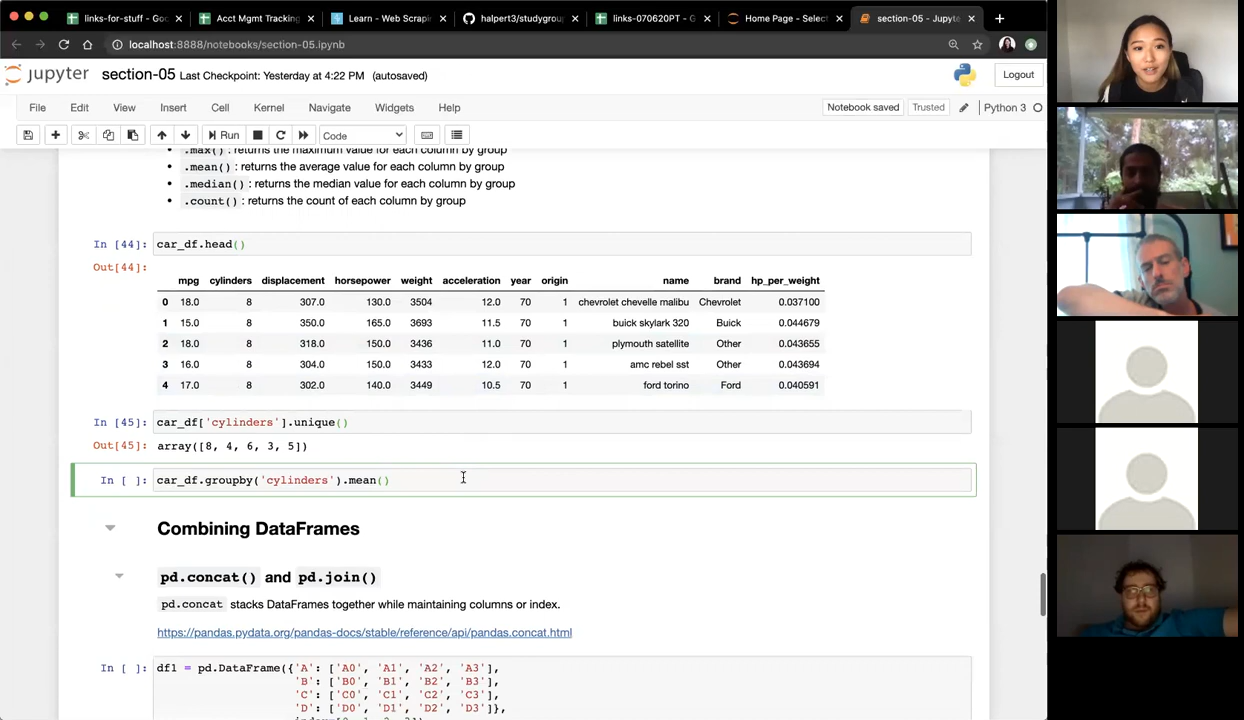 links-for-stuff - Goo
Acct Mgmt Tracking
Learn - Web Scrapin
halpert3/studygroup
links-070620PT - G
Home Page - Select
section-05 - Jupyte
localhost:8888/notebooks/section-05.ipynb
jupyter section-05 Last Checkpoint: Yesterday at 4:22 PM (autosaved)
Logout
File Edit View Insert Cell Kernel Navigate Widgets Help
Notebook saved Trusted Python 3
Run Code
.max() : returns the maximum value for each column by group
.mean() : returns the average value for each column by group
.median() : returns the median value for each column by group
.count() : returns the count of each column by group
In [44]: car_df.head()
Out[44]:
mpg cylinders displacement horsepower weight acceleration year origin name brand hp_per_weight
0 18.0 8 307.0 130.0 3504 12.0 70 1 chevrolet chevelle malibu Chevrolet 0.037100
1 15.0 8 350.0 165.0 3693 11.5 70 1 buick skylark 320 Buick 0.044679
2 18.0 8 318.0 150.0 3436 11.0 70 1 plymouth satellite Other 0.043655
3 16.0 8 304.0 150.0 3433 12.0 70 1 amc rebel sst Other 0.043694
4 17.0 8 302.0 140.0 3449 10.5 70 1 ford torino Ford 0.040591
In [45]: car_df['cylinders'].unique()
Out[45]: array([8, 4, 6, 3, 5])
In [ ]: car_df.groupby('cylinders').mean()
Combining DataFrames
pd.concat() and pd.join()
pd.concat stacks DataFrames together while maintaining columns or index.
https://pandas.pydata.org/pandas-docs/stable/reference/api/pandas.concat.html
In [ ]: df1 = pd.DataFrame({'A': ['A0', 'A1', 'A2', 'A3'],
'B': ['B0', 'B1', 'B2', 'B3'],
'C': ['C0', 'C1', 'C2', 'C3'],
'D': ['D0', 'D1', 'D2', 'D3']},